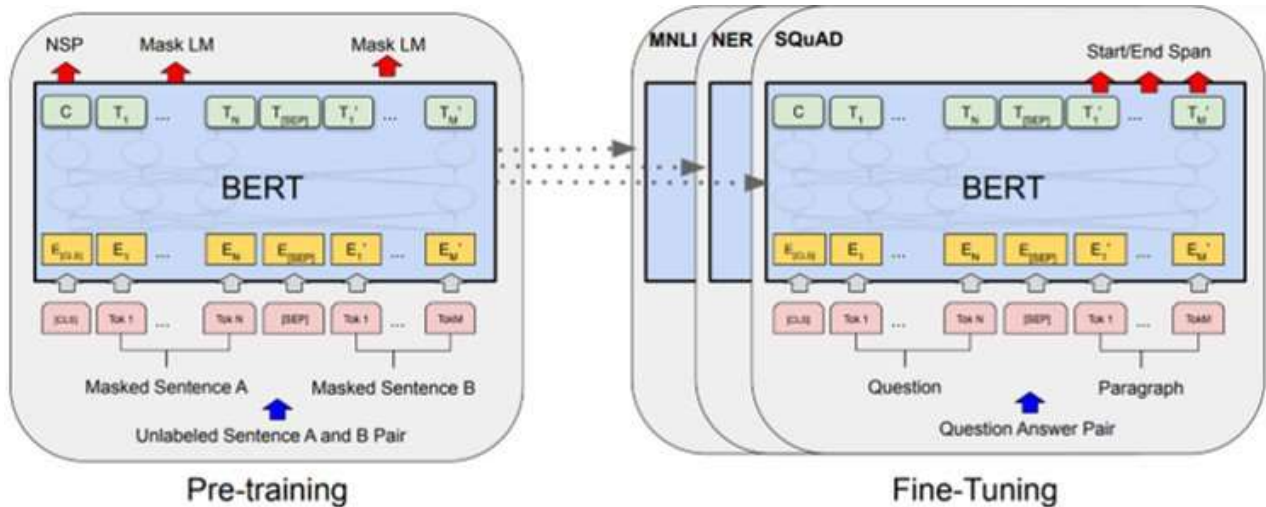 NSP Mask LM Mask LM
C T1 ... TN T[SEP] T1' ... TM'
BERT
E[CLS] E1 ... EN E[SEP] E1' ... EM'
[CLS] Tok 1 ... Tok N [SEP] Tok 1 ... TokM
Masked Sentence A Masked Sentence B
Unlabeled Sentence A and B Pair
Pre-training
MNLI NER SQuAD
Start/End Span
C T1 ... TN T[SEP] T1' ... TM'
BERT
E[CLS] E1 ... EN E[SEP] E1' ... EM'
[CLS] Tok 1 ... Tok N [SEP] Tok 1 ... TokM
Question Paragraph
Question Answer Pair
Fine-Tuning